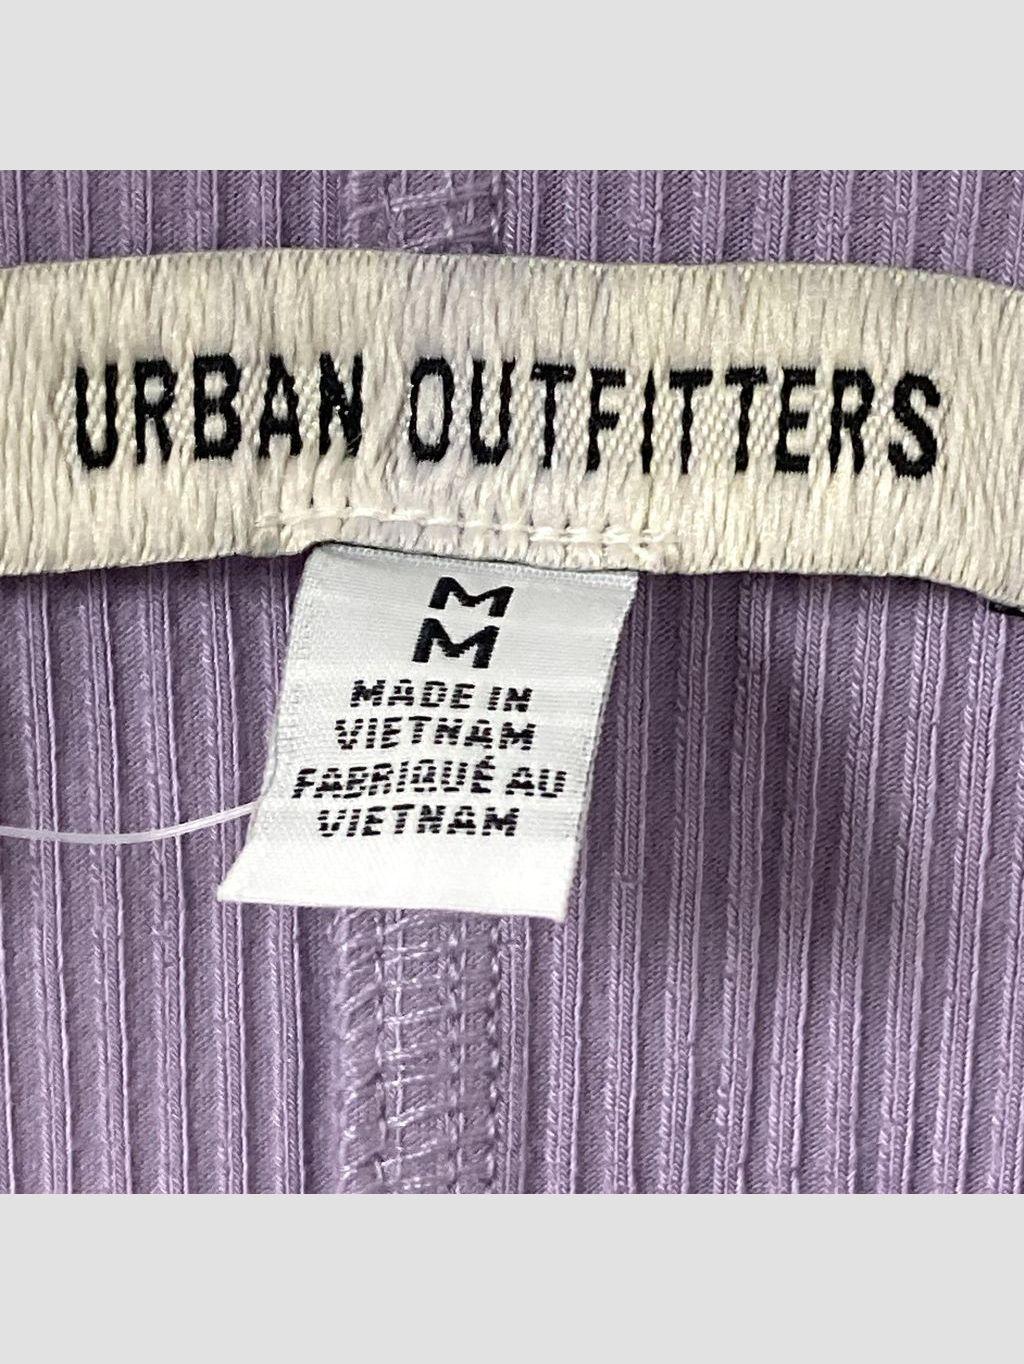 URBAN OUTFITTERS
M
M
MADE IN
VIETNAM
FABRIQUÉ AU
VIETNAM